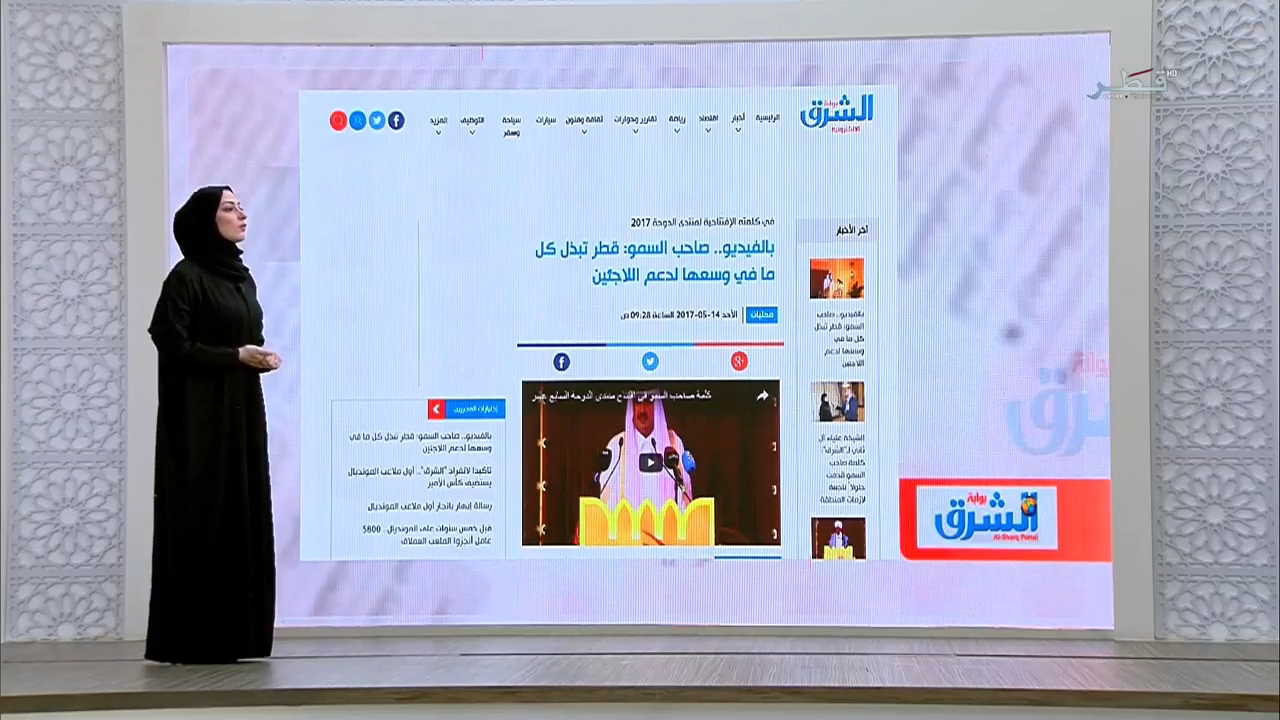 قطر HD
بوابة
الشرق
الالكترونية
الرئيسية أخبار اقتصاد رياضة تقارير وحوارات ثقافة وفنون سيارات سياحة وسفر التوظيف المزيد
في كلمته الإفتتاحية لمنتدى الدوحة 2017
بالفيديو.. صاحب السمو: قطر تبذل كل
ما في وسعها لدعم اللاجئين
محليات الأحد 14-05-2017 الساعة 09:28 ص
كلمة صاحب السمو في افتتاح منتدى الدوحة السابع عشر
آخر الأخبار
بالفيديو.. صاحب
السمو: قطر تبذل
كل ما في
وسعها لدعم
اللاجئين
الشيخة علياء آل
ثاني لـ"الشرق":
كلمة صاحب
السمو قدمت
حلولاً ناجعة
لأزمات المنطقة
إختيارات المحررين
بالفيديو.. صاحب السمو: قطر تبذل كل ما في
وسعها لدعم اللاجئين
تأكيدا لانفراد "الشرق".. أول ملاعب المونديال
يستضيف كأس الأمير
رسالة إبهار بانجاز أول ملاعب المونديال
قبل خمس سنوات على المونديال.. 5800
عامل أنجزوا الملعب العملاق
بوابة
الشرق
Al-Sharq Portal